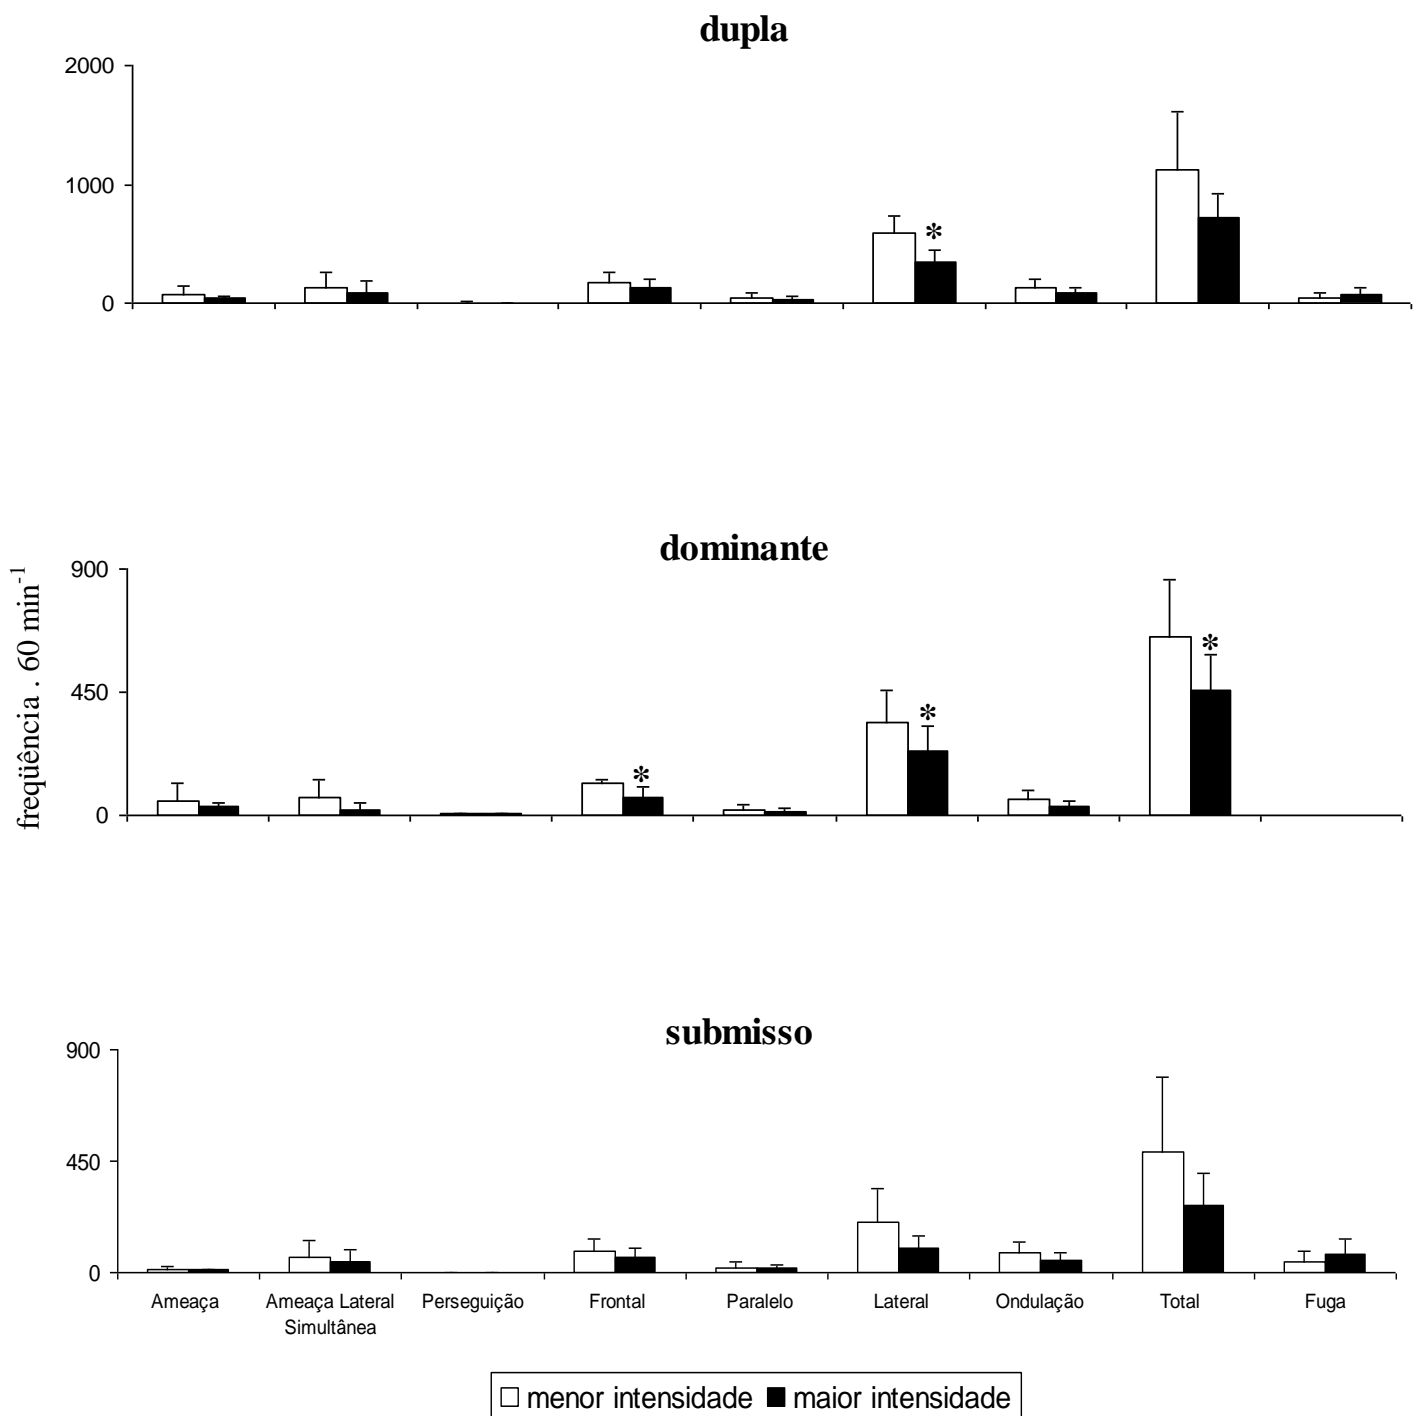 dupla
2000
1000
0
*
dominante
900
450
0
* * *
freqüência . 60 min⁻¹
submisso
900
450
0
Ameaça Ameaça Lateral Perseguição Frontal Paralelo Lateral Ondulação Total Fuga
Simultânea
menor intensidade maior intensidade